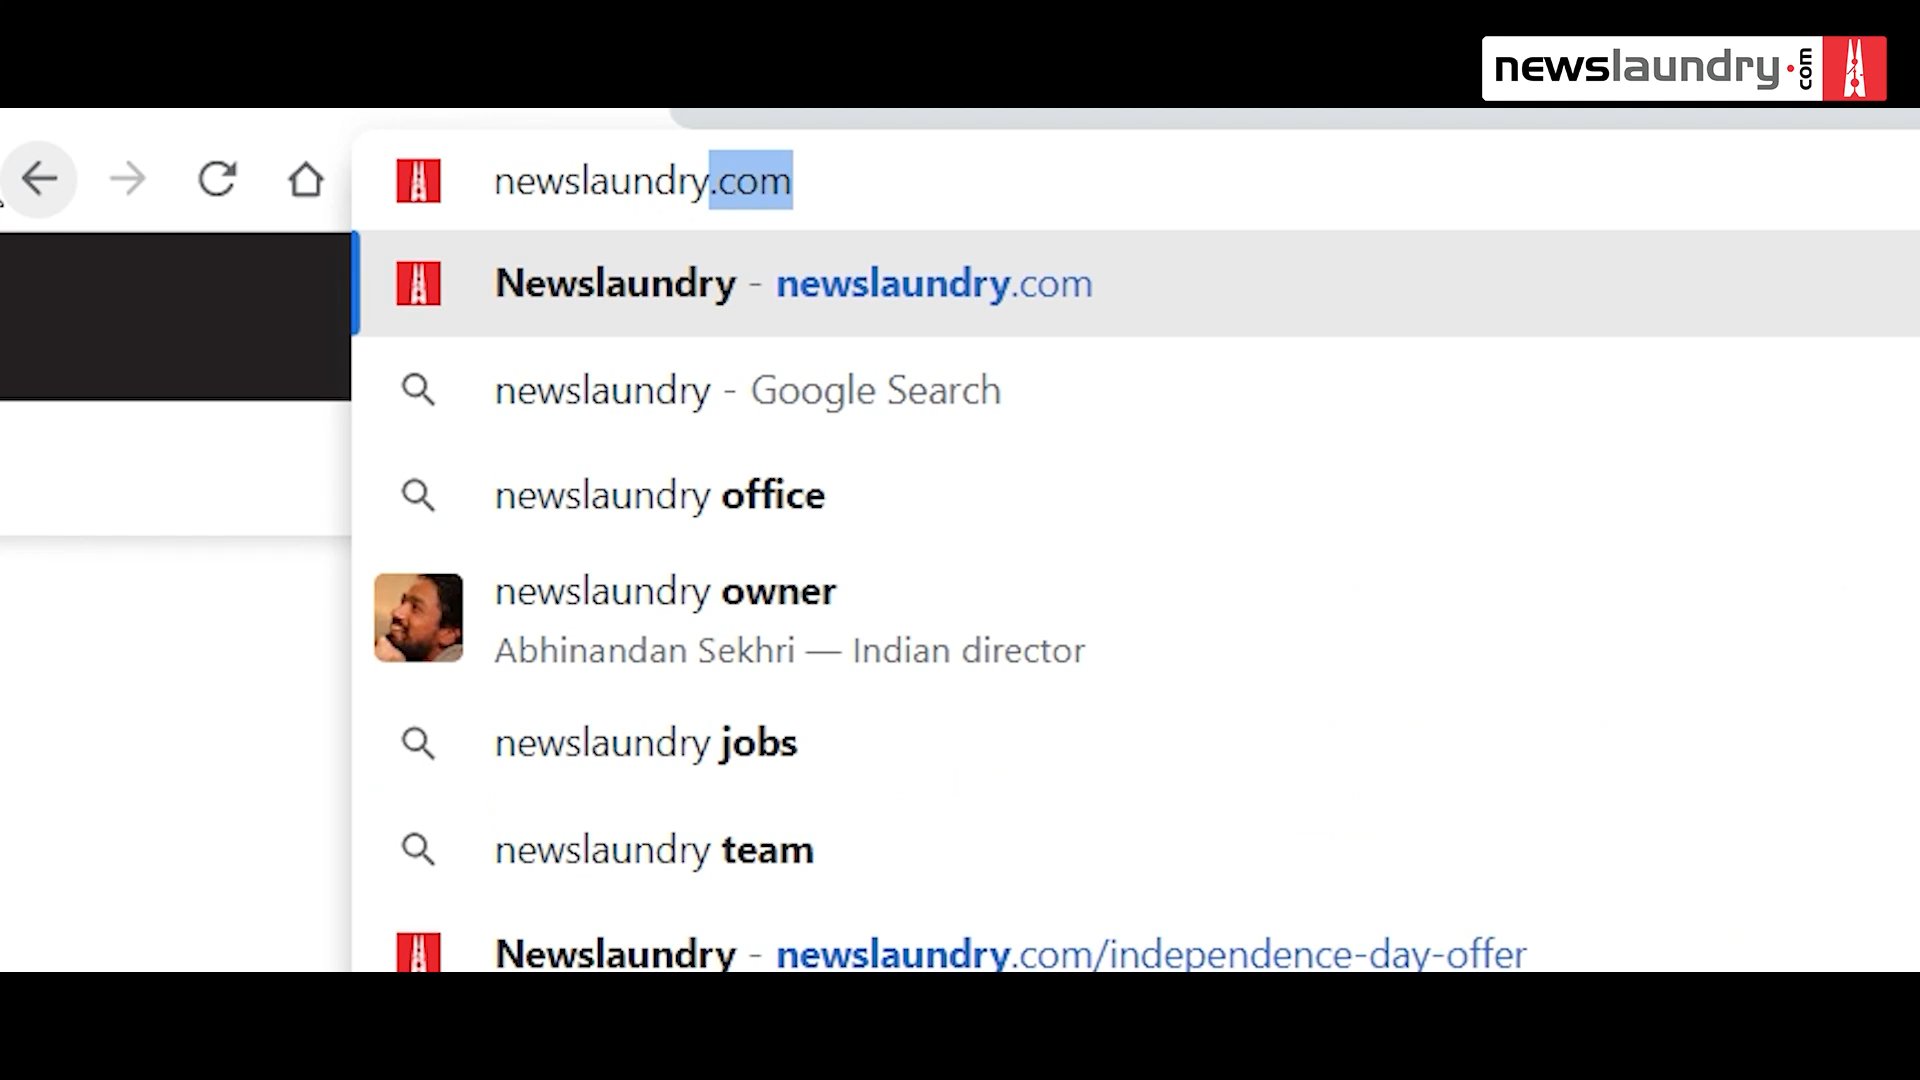 newslaundry.com
newslaundry.com
Newslaundry - newslaundry.com
newslaundry - Google Search
newslaundry office
newslaundry owner
Abhinandan Sekhri — Indian director
newslaundry jobs
newslaundry team
Newslaundry - newslaundry.com/independence-day-offer